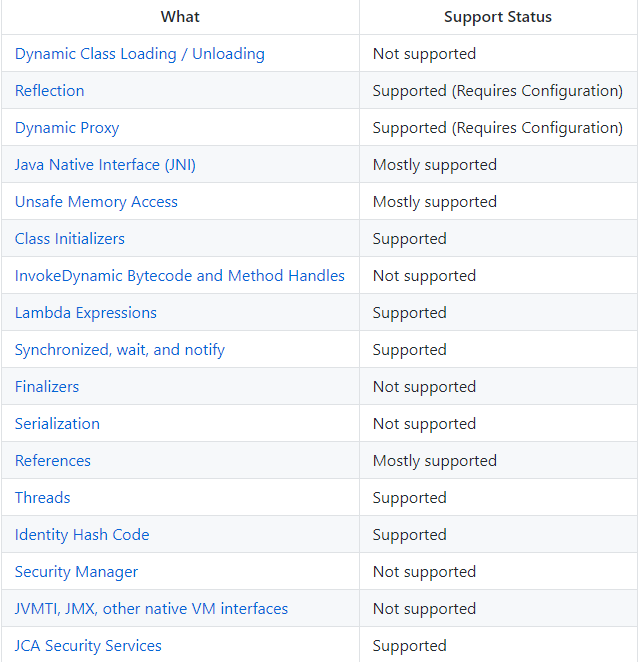 What Support Status
Dynamic Class Loading / Unloading Not supported
Reflection Supported (Requires Configuration)
Dynamic Proxy Supported (Requires Configuration)
Java Native Interface (JNI) Mostly supported
Unsafe Memory Access Mostly supported
Class Initializers Supported
InvokeDynamic Bytecode and Method Handles Not supported
Lambda Expressions Supported
Synchronized, wait, and notify Supported
Finalizers Not supported
Serialization Not supported
References Mostly supported
Threads Supported
Identity Hash Code Supported
Security Manager Not supported
JVMTI, JMX, other native VM interfaces Not supported
JCA Security Services Supported